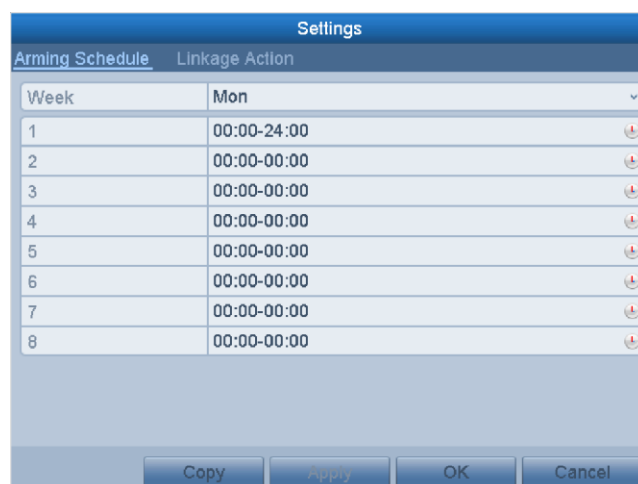 Settings
Arming Schedule Linkage Action
Week Mon
1 00:00-24:00
2 00:00-00:00
3 00:00-00:00
4 00:00-00:00
5 00:00-00:00
6 00:00-00:00
7 00:00-00:00
8 00:00-00:00
Copy Apply OK Cancel